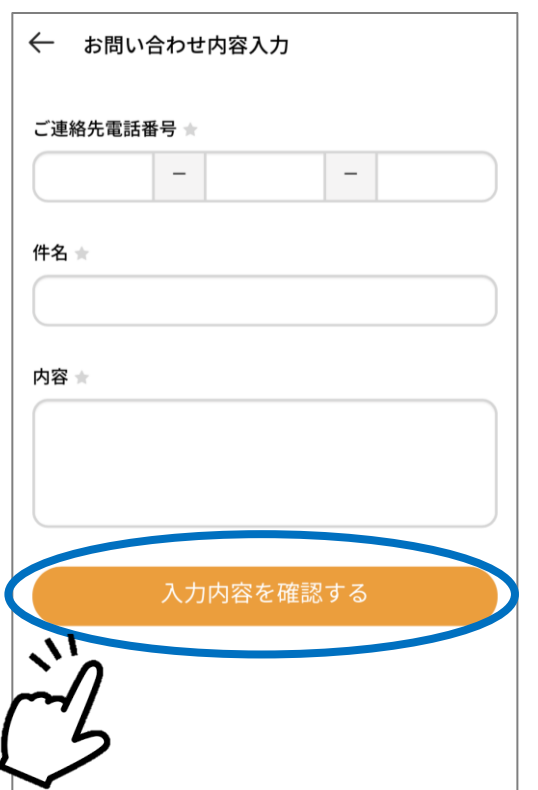 ← お問い合わせ内容入力
ご連絡先電話番号 ★
－ －
件名 ★
内容 ★
入力内容を確認する